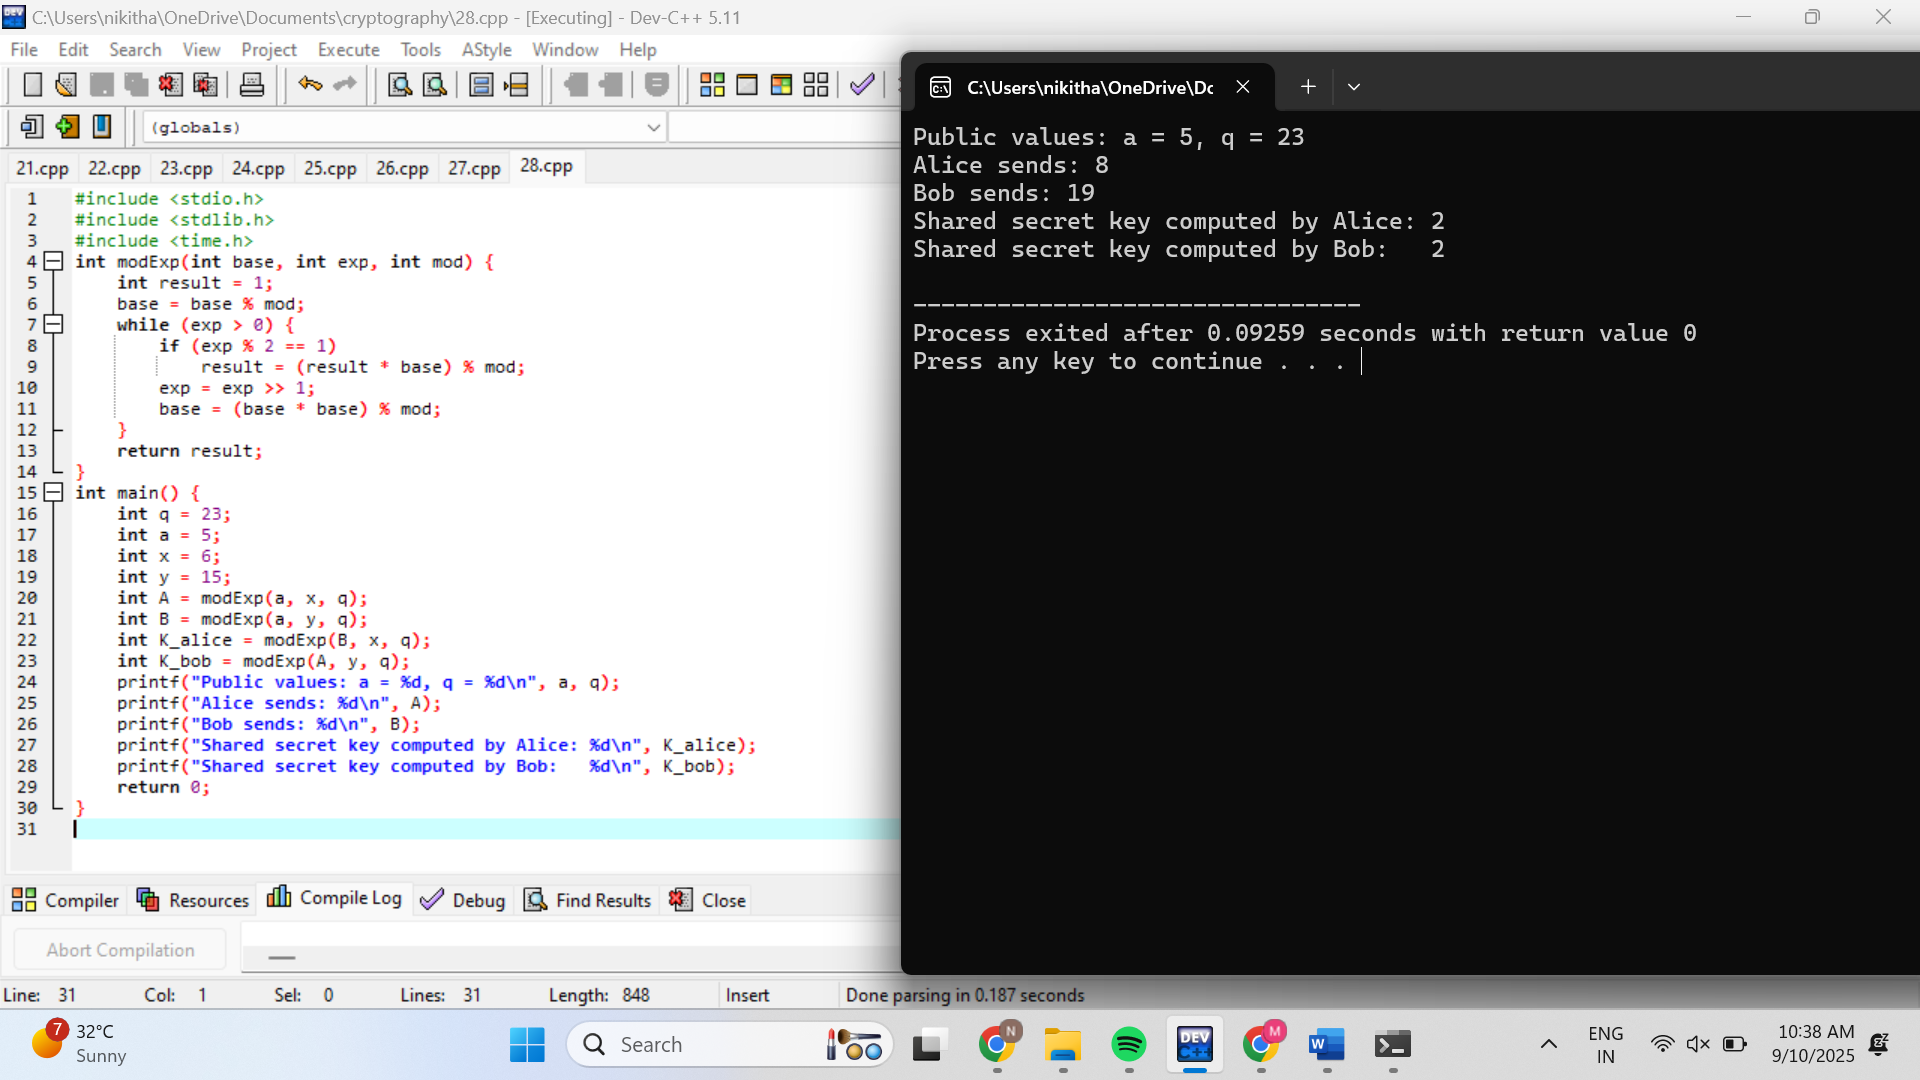 C:\Users\nikitha\OneDrive\Documents\cryptography\28.cpp - [Executing] - Dev-C++ 5.11
File Edit Search View Project Execute Tools AStyle Window Help
(globals)
21.cpp 22.cpp 23.cpp 24.cpp 25.cpp 26.cpp 27.cpp 28.cpp
1 #include <stdio.h>
2 #include <stdlib.h>
3 #include <time.h>
4 int modExp(int base, int exp, int mod) {
5     int result = 1;
6     base = base % mod;
7     while (exp > 0) {
8         if (exp % 2 == 1)
9             result = (result * base) % mod;
10         exp = exp >> 1;
11         base = (base * base) % mod;
12     }
13     return result;
14 }
15 int main() {
16     int q = 23;
17     int a = 5;
18     int x = 6;
19     int y = 15;
20     int A = modExp(a, x, q);
21     int B = modExp(a, y, q);
22     int K_alice = modExp(B, x, q);
23     int K_bob = modExp(A, y, q);
24     printf("Public values: a = %d, q = %d\n", a, q);
25     printf("Alice sends: %d\n", A);
26     printf("Bob sends: %d\n", B);
27     printf("Shared secret key computed by Alice: %d\n", K_alice);
28     printf("Shared secret key computed by Bob:   %d\n", K_bob);
29     return 0;
30 }
31
Compiler Resources Compile Log Debug Find Results Close
Abort Compilation
Line: 31 Col: 1 Sel: 0 Lines: 31 Length: 848 Insert Done parsing in 0.187 seconds
C:\Users\nikitha\OneDrive\Dc
Public values: a = 5, q = 23
Alice sends: 8
Bob sends: 19
Shared secret key computed by Alice: 2
Shared secret key computed by Bob:   2
--------------------------------
Process exited after 0.09259 seconds with return value 0
Press any key to continue . . .
7
32°C
Sunny
Search
N
DEV
C++
M
W
ENG
IN
10:38 AM
9/10/2025